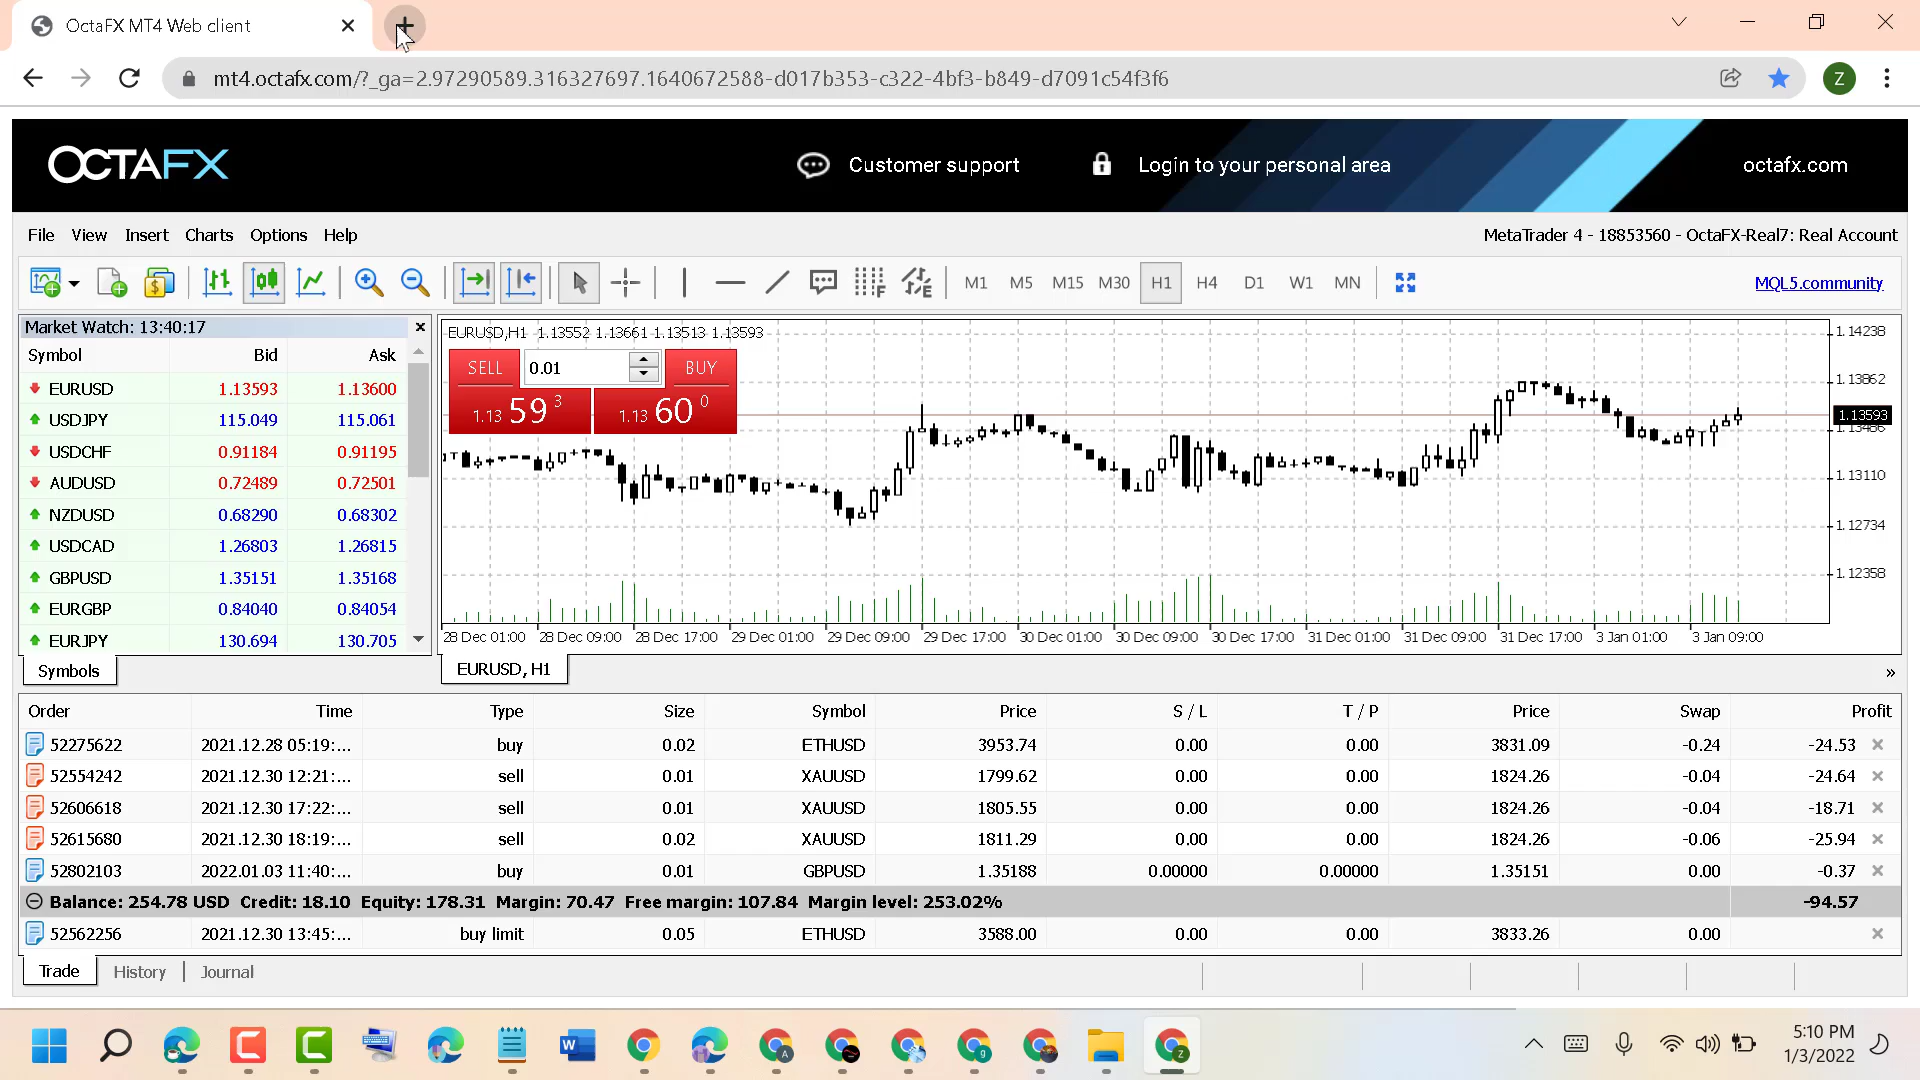 OctaFX MT4 Web client
mt4.octafx.com/?_ga=2.97290589.316327697.1640672588-d017b353-c322-4bf3-b849-d7091c54f3f6
Z
OCTAFX Customer support Login to your personal area octafx.com
File View Insert Charts Options Help MetaTrader 4 - 18853560 - OctaFX-Real7: Real Account
M1 M5 M15 M30 H1 H4 D1 W1 MN MQL5.community
Market Watch: 13:40:17
Symbol Bid Ask
EURUSD 1.13593 1.13600
USDJPY 115.049 115.061
USDCHF 0.91184 0.91195
AUDUSD 0.72489 0.72501
NZDUSD 0.68290 0.68302
USDCAD 1.26803 1.26815
GBPUSD 1.35151 1.35168
EURGBP 0.84040 0.84054
EURJPY 130.694 130.705
Symbols
EURUSD,H1 1.13552 1.13661 1.13513 1.13593
SELL 0.01 BUY
1.13 59 3 1.13 60 0
1.14238
1.13862
1.13593
1.13486
1.13110
1.12734
1.12358
28 Dec 01:00 28 Dec 09:00 28 Dec 17:00 29 Dec 01:00 29 Dec 09:00 29 Dec 17:00 30 Dec 01:00 30 Dec 09:00 30 Dec 17:00 31 Dec 01:00 31 Dec 09:00 31 Dec 17:00 3 Jan 01:00 3 Jan 09:00
EURUSD, H1 »
Order Time Type Size Symbol Price S / L T / P Price Swap Profit
52275622 2021.12.28 05:19:... buy 0.02 ETHUSD 3953.74 0.00 0.00 3831.09 -0.24 -24.53
52554242 2021.12.30 12:21:... sell 0.01 XAUUSD 1799.62 0.00 0.00 1824.26 -0.04 -24.64
52606618 2021.12.30 17:22:... sell 0.01 XAUUSD 1805.55 0.00 0.00 1824.26 -0.04 -18.71
52615680 2021.12.30 18:19:... sell 0.02 XAUUSD 1811.29 0.00 0.00 1824.26 -0.06 -25.94
52802103 2022.01.03 11:40:... buy 0.01 GBPUSD 1.35188 0.00000 0.00000 1.35151 0.00 -0.37
Balance: 254.78 USD Credit: 18.10 Equity: 178.31 Margin: 70.47 Free margin: 107.84 Margin level: 253.02% -94.57
52562256 2021.12.30 13:45:... buy limit 0.05 ETHUSD 3588.00 0.00 0.00 3833.26 0.00
Trade History Journal
5:10 PM
1/3/2022